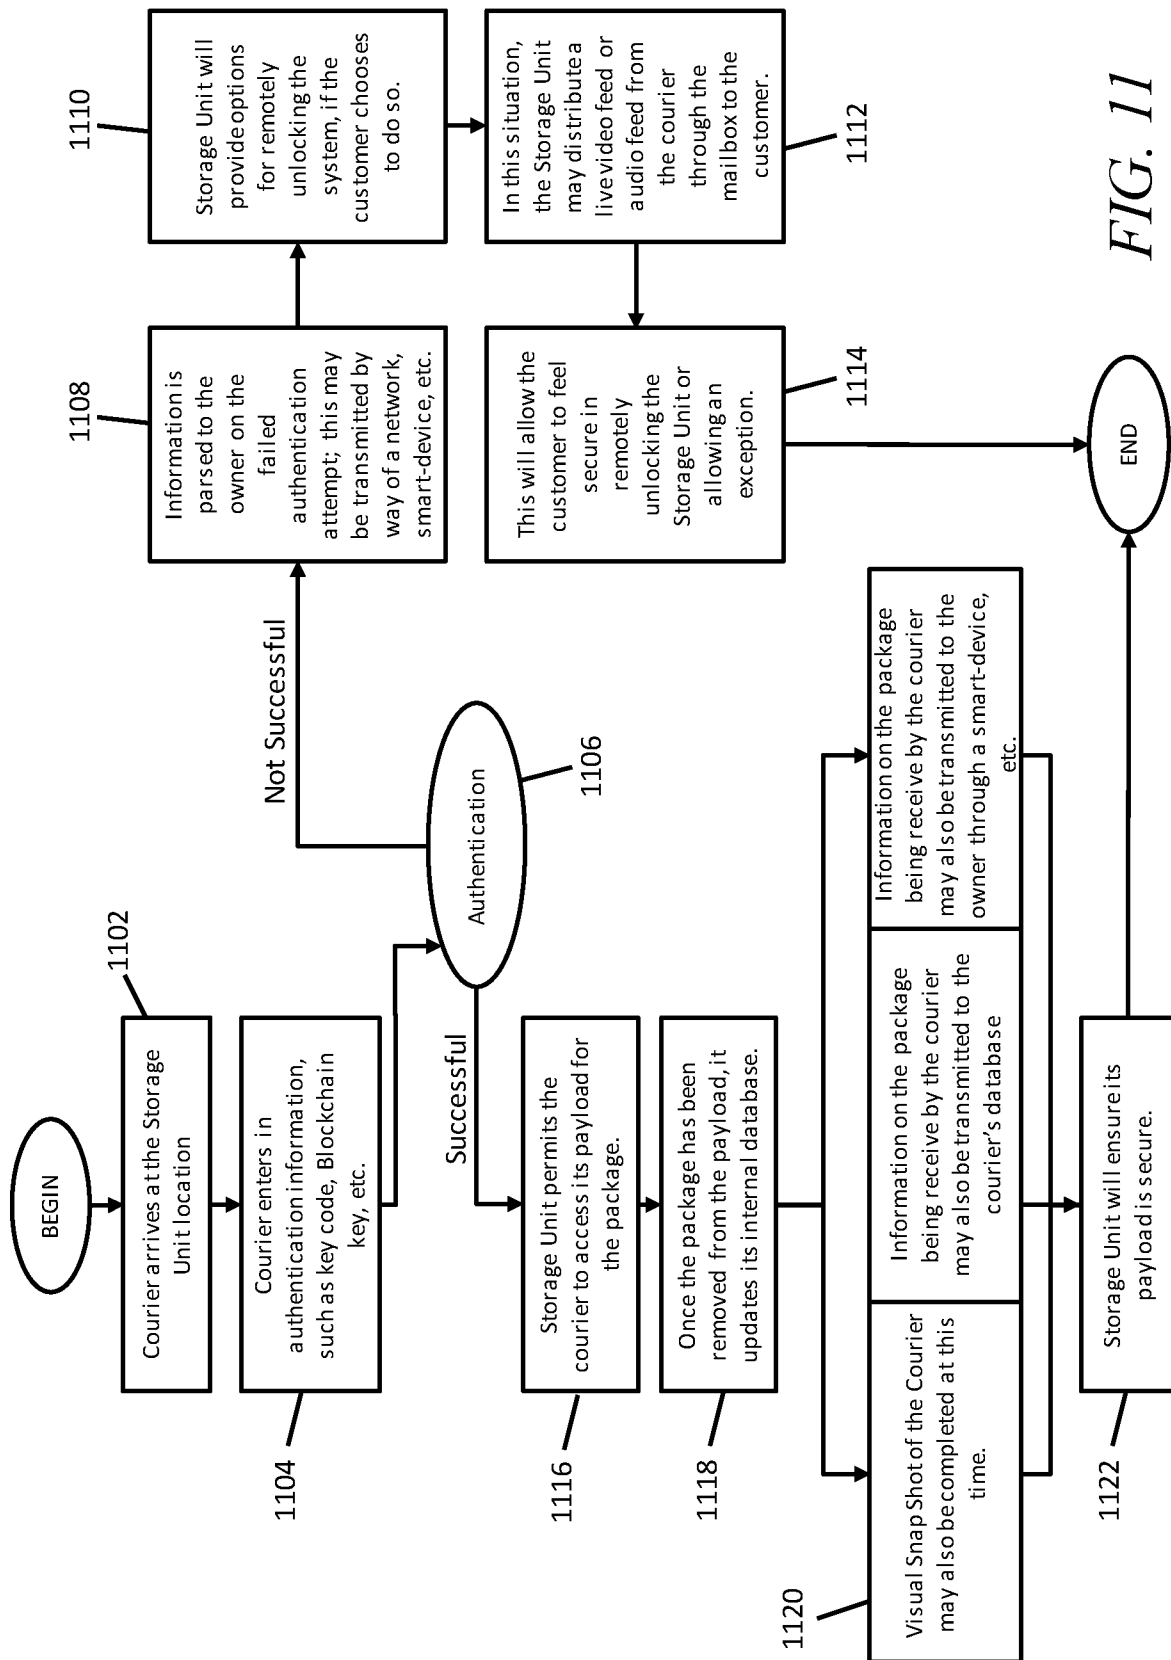 BEGIN
1102
Courier arrives at the Storage
Unit location
1104
Courier enters in
authentication information,
such as key code, Blockchain
key, etc.
Authentication
1106
Not Successful
1108
Information is
parsed to the
owner on the
failed
authentication
attempt; this may
be transmitted by
way of a network,
smart-device, etc.
1110
Storage Unit will
provide options
for remotely
unlocking the
system, if the
customer chooses
to do so.
In this situation,
the Storage Unit
may distribute a
live video feed or
audio feed from
the courier
through the
mailbox to the
customer.
1112
This will allow the
customer to feel
secure in
remotely
unlocking the
Storage Unit or
allowing an
exception.
1114
Successful
1116
Storage Unit permits the
courier to access its payload for
the package.
1118
Once the package has been
removed from the payload, it
updates its internal database.
1120
Visual Snap Shot of the Courier
may also be completed at this
time.
Information on the package
being receive by the courier
may also be transmitted to the
courier's database
Information on the package
being receive by the courier
may also be transmitted to the
owner through a smart-device,
etc.
1122
Storage Unit will ensure its
payload is secure.
END
FIG. 11